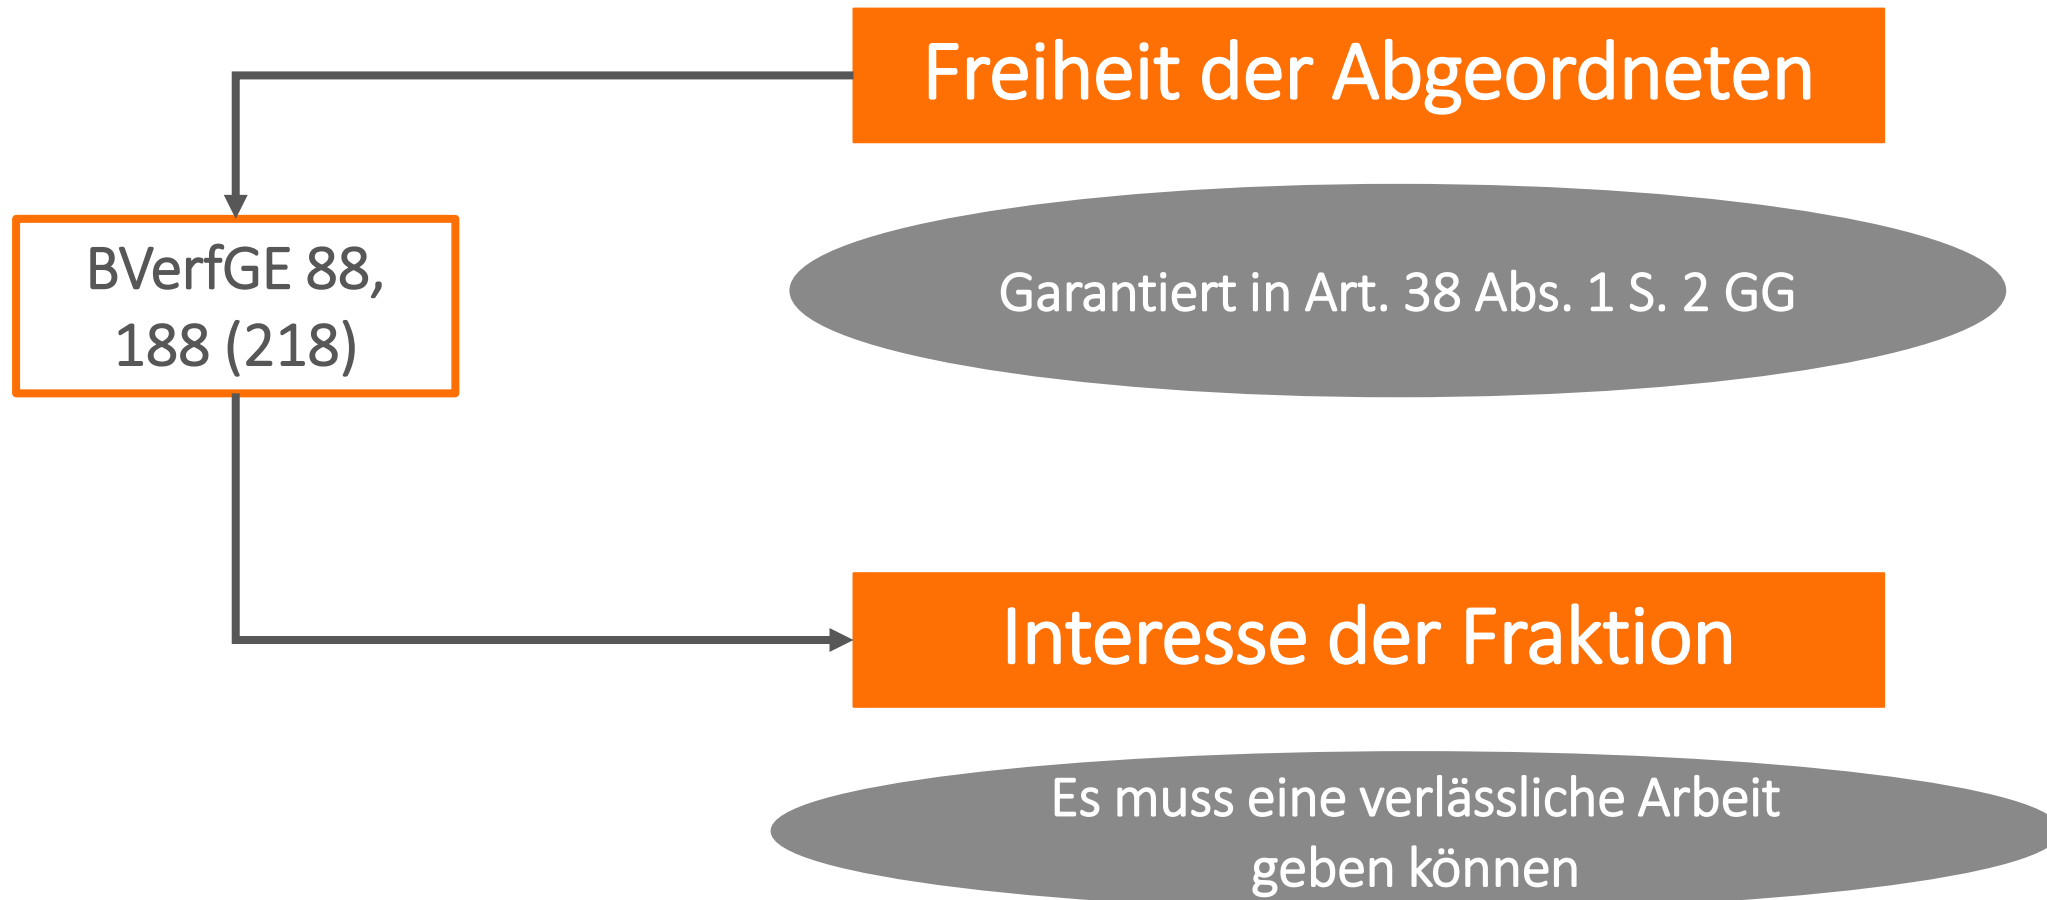 Freiheit der Abgeordneten
BVerfGE 88,
188 (218)
Garantiert in Art. 38 Abs. 1 S. 2 GG
Interesse der Fraktion
Es muss eine verlässliche Arbeit
geben können